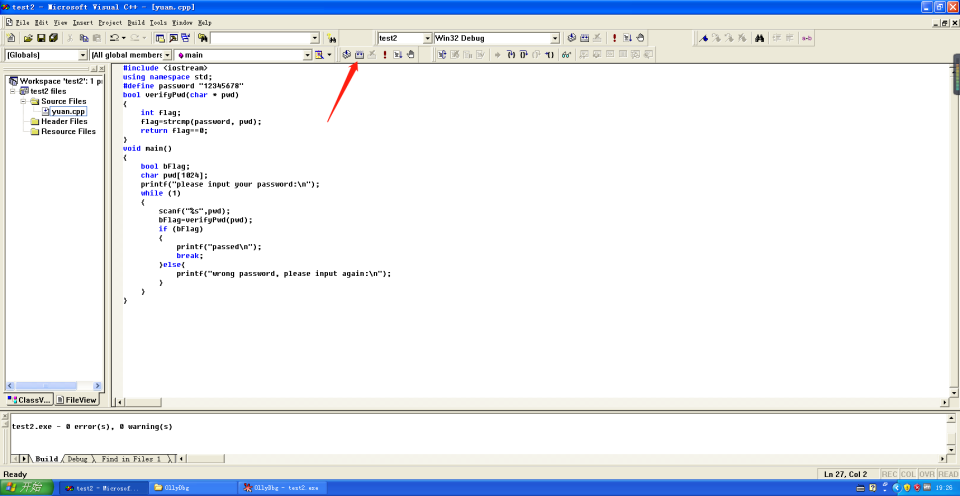 test2 - Microsoft Visual C++ - [yuan.cpp]
File Edit View Insert Project Build Tools Window Help
test2 Win32 Debug
(Globals) (All global members main
Workspace 'test2': 1 p
test2 files
Source Files
yuan.cpp
Header Files
Resource Files
#include <iostream>
using namespace std;
#define password "12345678"
bool verifyPwd(char * pwd)
{
int flag;
flag=strcmp(password, pwd);
return flag==0;
}
void main()
{
bool bFlag;
char pwd[1024];
printf("please input your password:\n");
while (1)
{
scanf("%s",pwd);
bFlag=verifyPwd(pwd);
if (bFlag)
{
printf("passed\n");
break;
}else{
printf("wrong password, please input again:\n");
}
}
}
ClassV... FileView
test2.exe - 0 error(s), 0 warning(s)
Build Debug Find in Files 1
Ready Ln 27, Col 2 REC COL OVR READ
开始 test2 - Microsof... OllyDbg OllyDbg - test2.exe 19:26